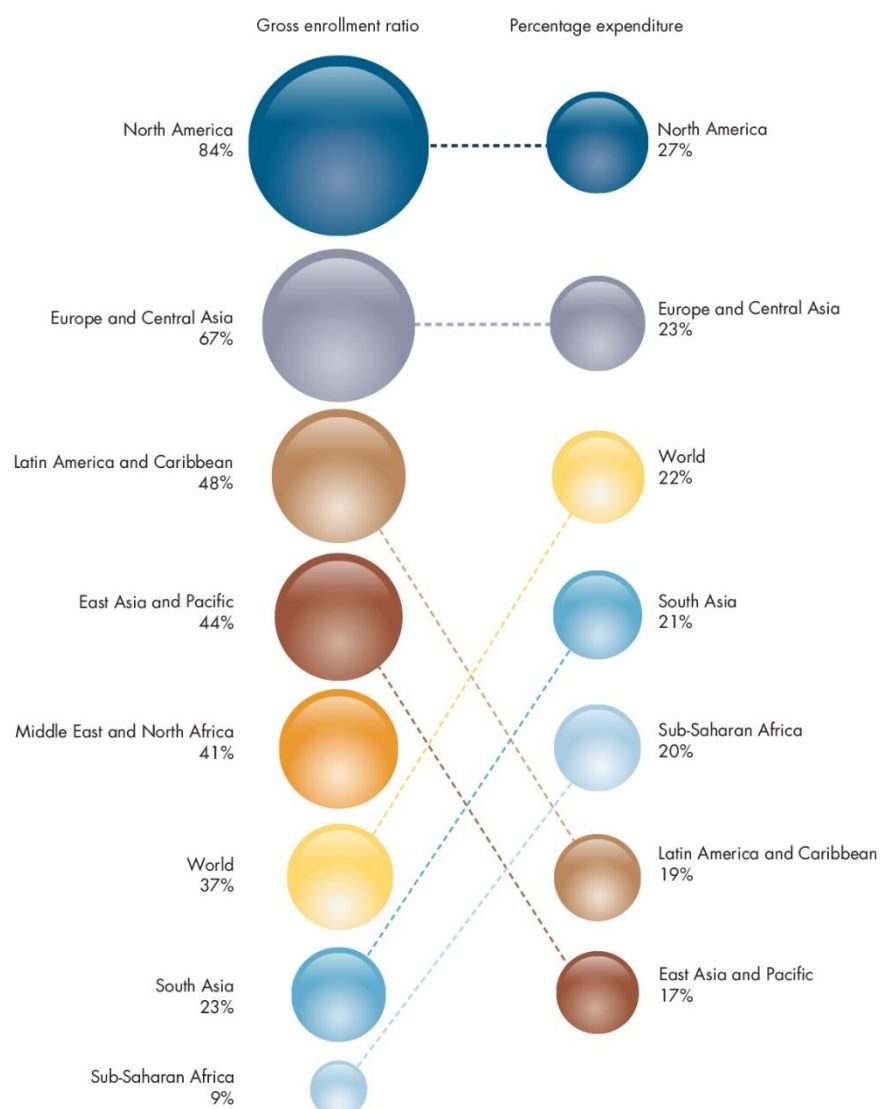 Gross enrollment ratio
Percentage expenditure
North America
84%
North America
27%
Europe and Central Asia
67%
Europe and Central Asia
23%
Latin America and Caribbean
48%
World
22%
East Asia and Pacific
44%
South Asia
21%
Middle East and North Africa
41%
Sub-Saharan Africa
20%
World
37%
Latin America and Caribbean
19%
South Asia
23%
East Asia and Pacific
17%
Sub-Saharan Africa
9%